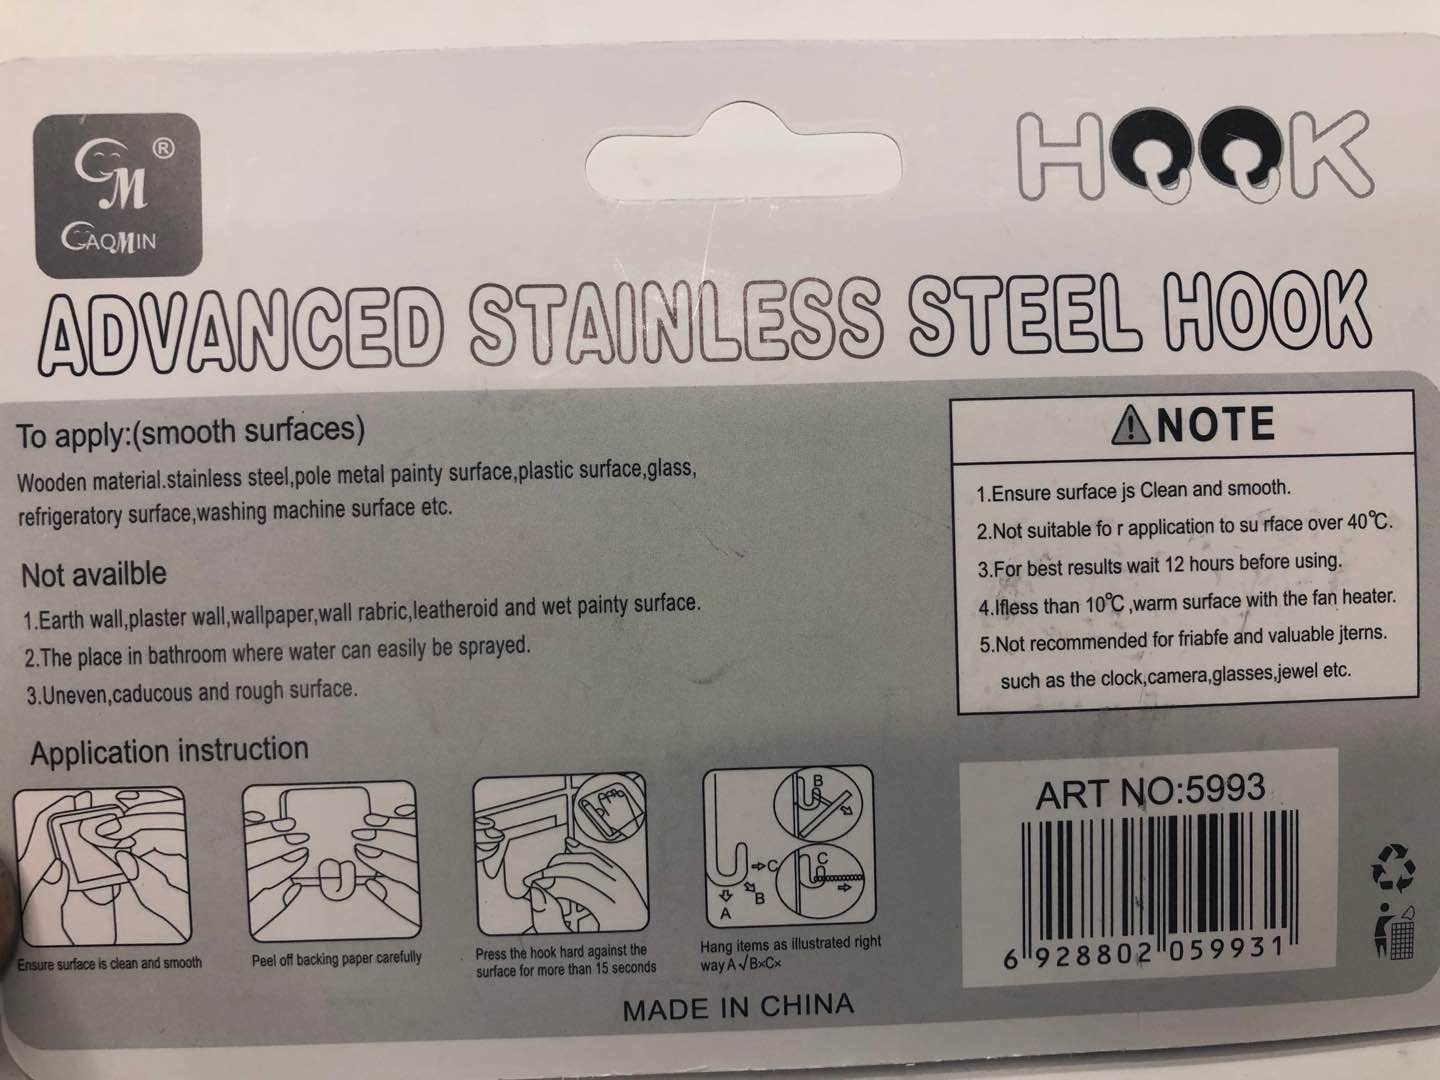 GM ®
GAQMIN
HOOK
ADVANCED STAINLESS STEEL HOOK
To apply:(smooth surfaces)
Wooden material.stainless steel,pole metal painty surface,plastic surface,glass,
refrigeratory surface,washing machine surface etc.
Not availble
1.Earth wall,plaster wall,wallpaper,wall rabric,leatheroid and wet painty surface.
2.The place in bathroom where water can easily be sprayed.
3.Uneven,caducous and rough surface.
NOTE
1.Ensure surface js Clean and smooth.
2.Not suitable fo r application to su rface over 40℃.
3.For best results wait 12 hours before using.
4.Ifless than 10℃ ,warm surface with the fan heater.
5.Not recommended for friabfe and valuable jterns.
such as the clock,camera,glasses,jewel etc.
Application instruction
Ensure surface is clean and smooth
Peel off backing paper carefully
Press the hook hard against the
surface for more than 15 seconds
B
C
C
B
A
Hang items as illustrated right
way A √B×C×
ART NO:5993
6 928802 059931
MADE IN CHINA